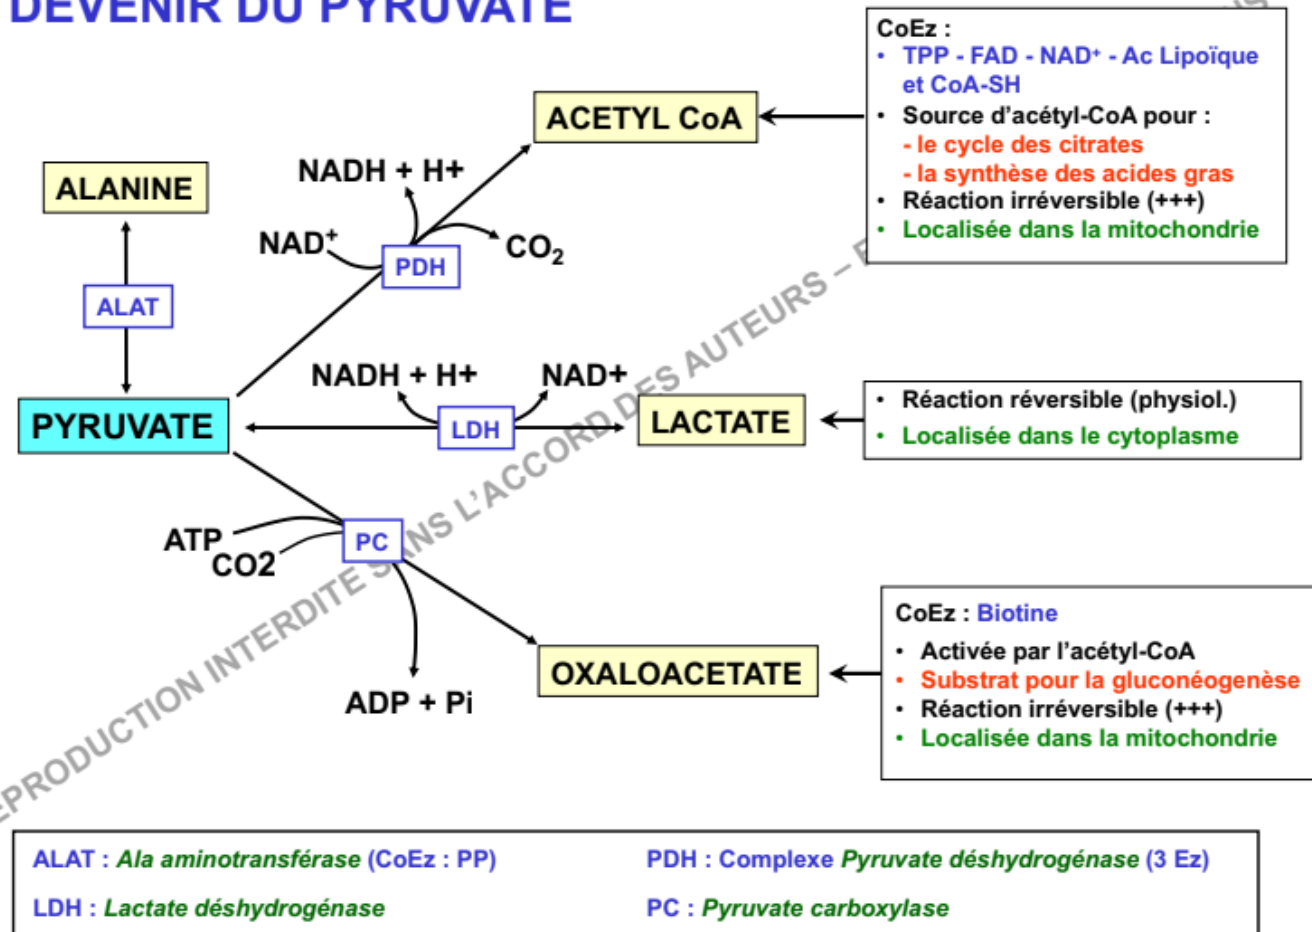 DEVENIR DU PYRUVATE
CoEz :
• TPP - FAD - NAD⁺ - Ac Lipoïque
et CoA-SH
• Source d'acétyl-CoA pour :
- le cycle des citrates
- la synthèse des acides gras
• Réaction irréversible (+++)
• Localisée dans la mitochondrie
ACETYL CoA
NADH + H+
ALANINE
NAD⁺
CO₂
PDH
ALAT
NADH + H+
NAD+
PYRUVATE
LDH
LACTATE
• Réaction réversible (physiol.)
• Localisée dans le cytoplasme
ATP
CO2
PC
ADP + Pi
OXALOACETATE
CoEz : Biotine
• Activée par l'acétyl-CoA
• Substrat pour la gluconéogenèse
• Réaction irréversible (+++)
• Localisée dans la mitochondrie
INTERDITE SANS L'ACCORD DES AUTEURS –
ALAT : Ala aminotransférase (CoEz : PP)
PDH : Complexe Pyruvate déshydrogénase (3 Ez)
LDH : Lactate déshydrogénase
PC : Pyruvate carboxylase